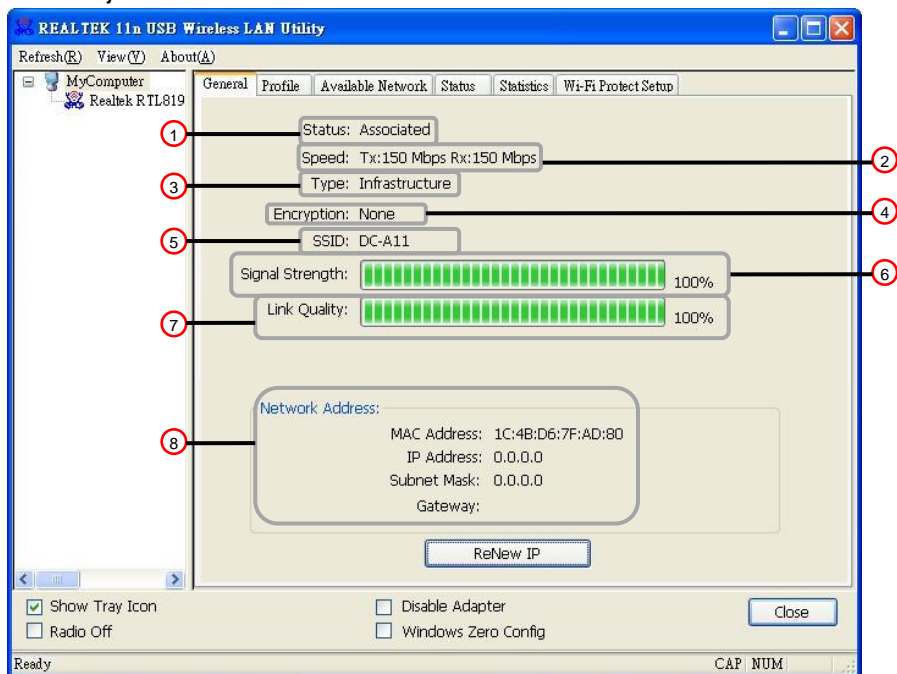 REALTEK 11n USB Wireless LAN Utility
Refresh(R) View(V) About(A)
MyComputer
Realtek RTL819
General Profile Available Network Status Statistics Wi-Fi Protect Setup
1
Status: Associated
Speed: Tx:150 Mbps Rx:150 Mbps
2
3
Type: Infrastructure
Encryption: None
4
5
SSID: DC-A11
Signal Strength: 100%
6
7
Link Quality: 100%
Network Address:
8
MAC Address: 1C:4B:D6:7F:AD:80
IP Address: 0.0.0.0
Subnet Mask: 0.0.0.0
Gateway:
ReNew IP
Show Tray Icon
Disable Adapter
Close
Radio Off
Windows Zero Config
Ready
CAP NUM